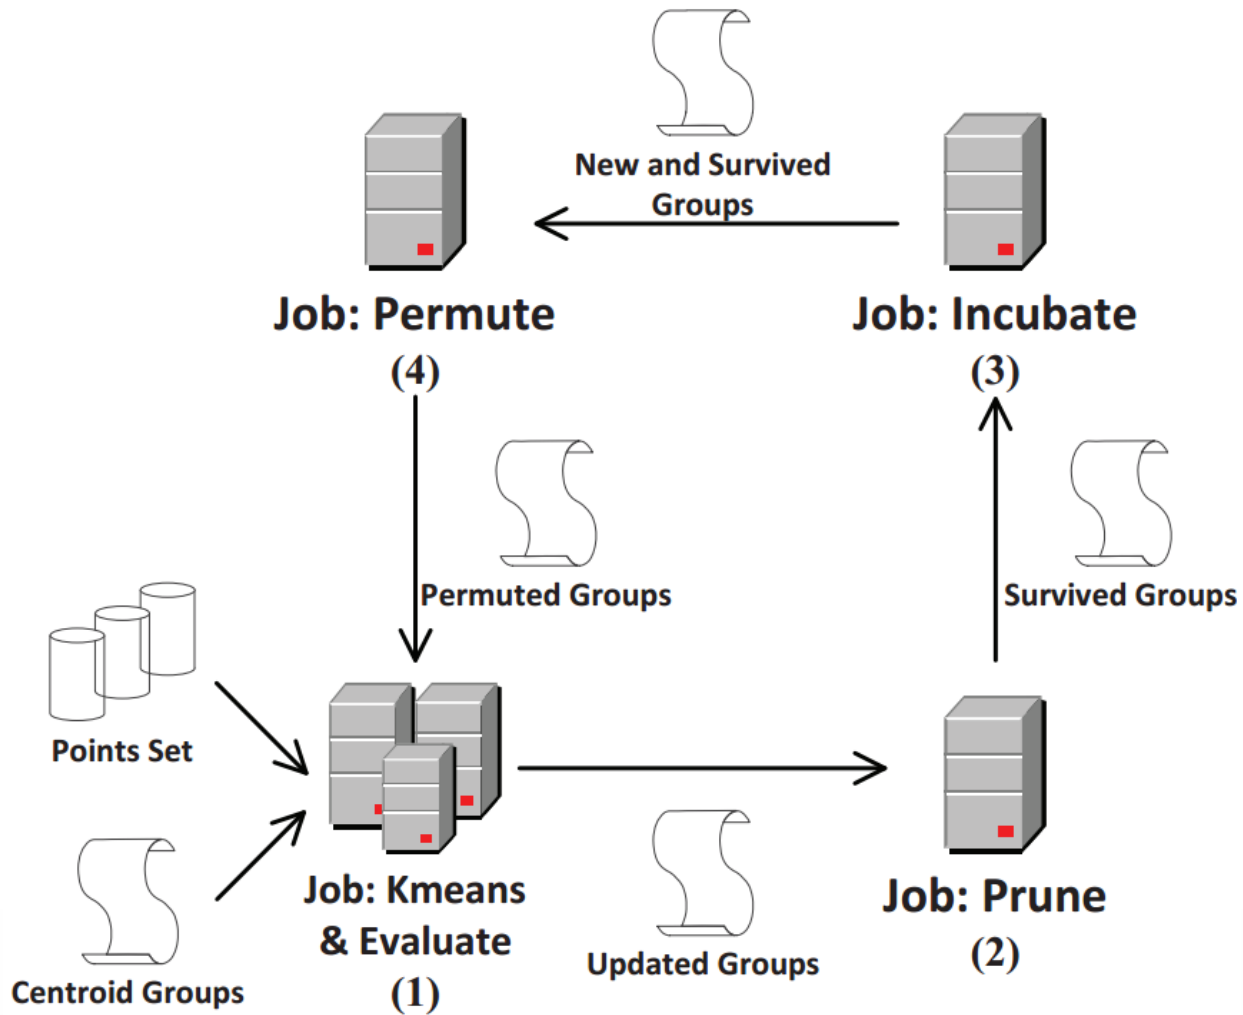 New and Survived
Groups
Job: Permute
(4)
Job: Incubate
(3)
Permuted Groups
Survived Groups
Points Set
Centroid Groups
Job: Kmeans
& Evaluate
(1)
Updated Groups
Job: Prune
(2)